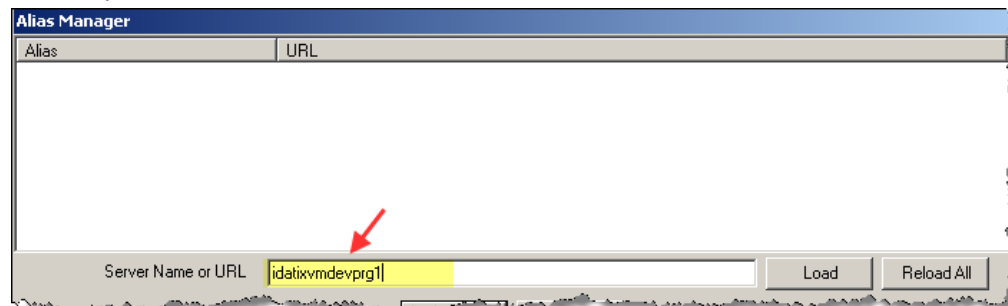 Alias Manager
Alias URL
Server Name or URL idatixvmdevprg1 Load Reload All